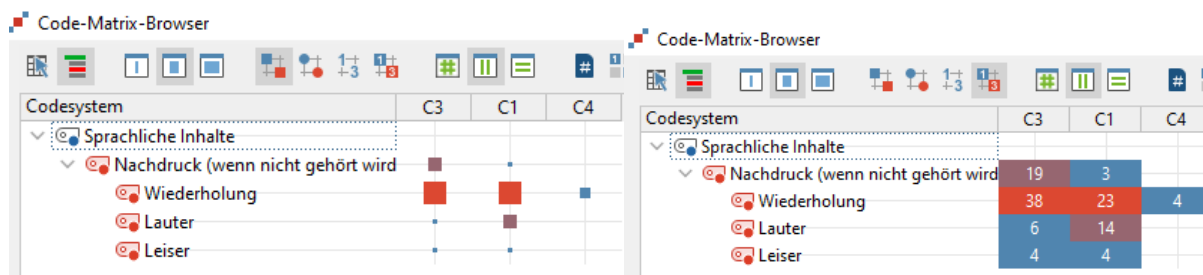 Code-Matrix-Browser
Codesystem C3 C1 C4
Sprachliche Inhalte
Nachdruck (wenn nicht gehört wird
Wiederholung
Lauter
Leiser
Code-Matrix-Browser
Codesystem C3 C1 C4
Sprachliche Inhalte
Nachdruck (wenn nicht gehört wird 19 3
Wiederholung 38 23 4
Lauter 6 14
Leiser 4 4